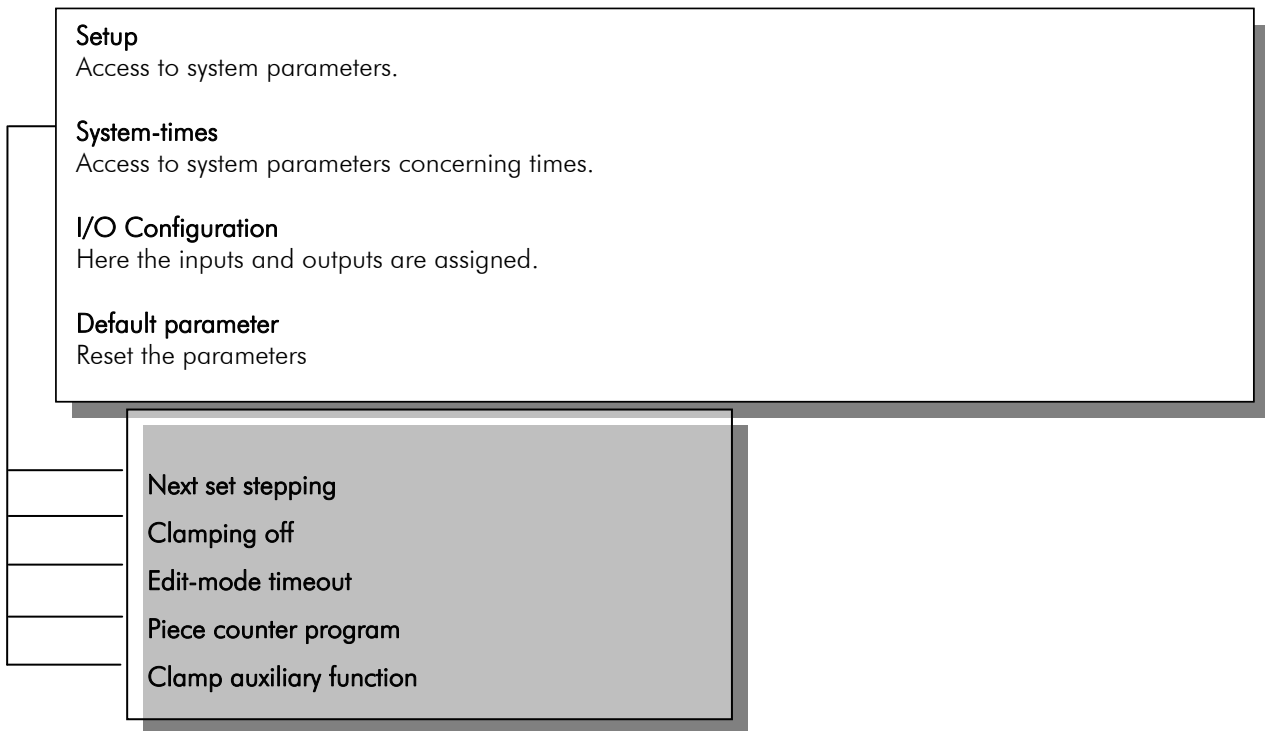 Setup
Access to system parameters.
System-times
Access to system parameters concerning times.
I/O Configuration
Here the inputs and outputs are assigned.
Default parameter
Reset the parameters
Next set stepping
Clamping off
Edit-mode timeout
Piece counter program
Clamp auxiliary function